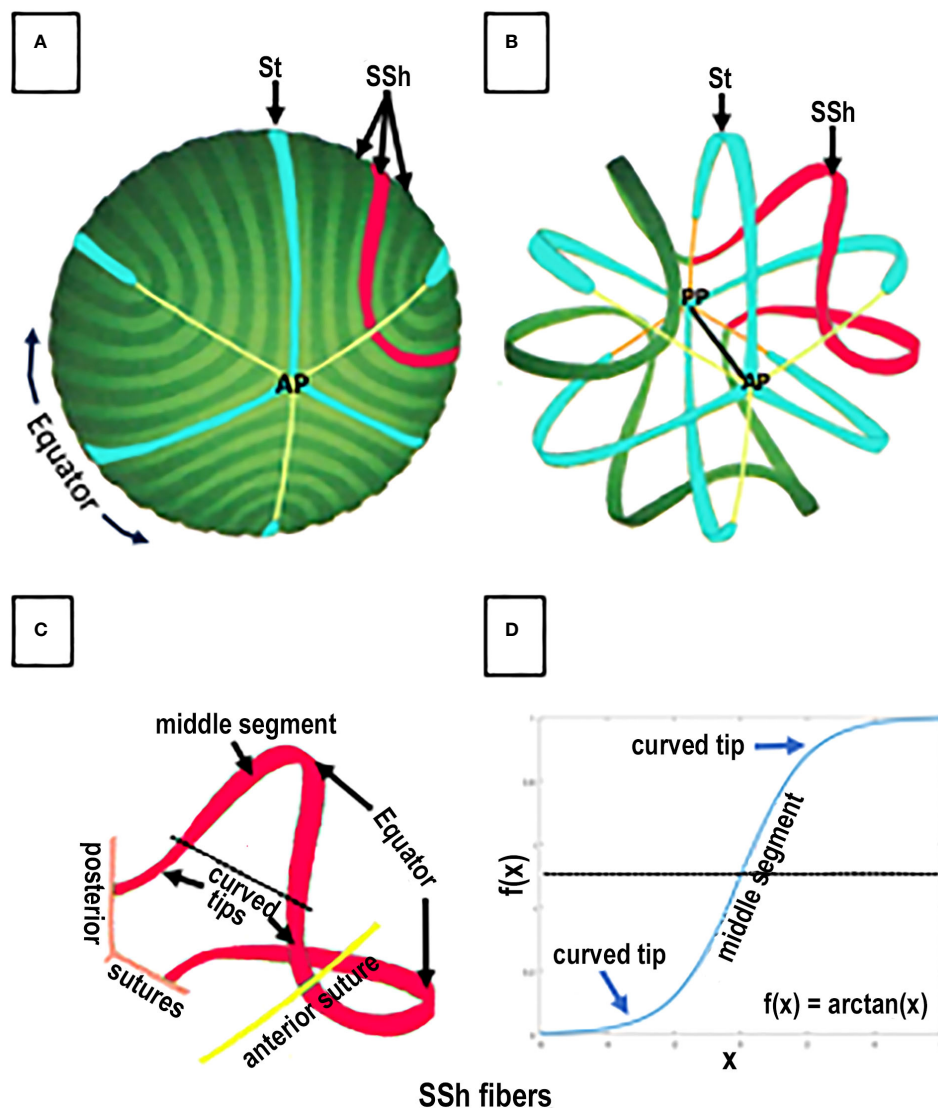 A
St
SSh
AP
Equator
B
St
SSh
PP
AP
C
middle segment
Equator
posterior
curved
tips
sutures
anterior suture
D
curved tip
middle segment
f(x)
curved tip
f(x) = arctan(x)
x
SSh fibers